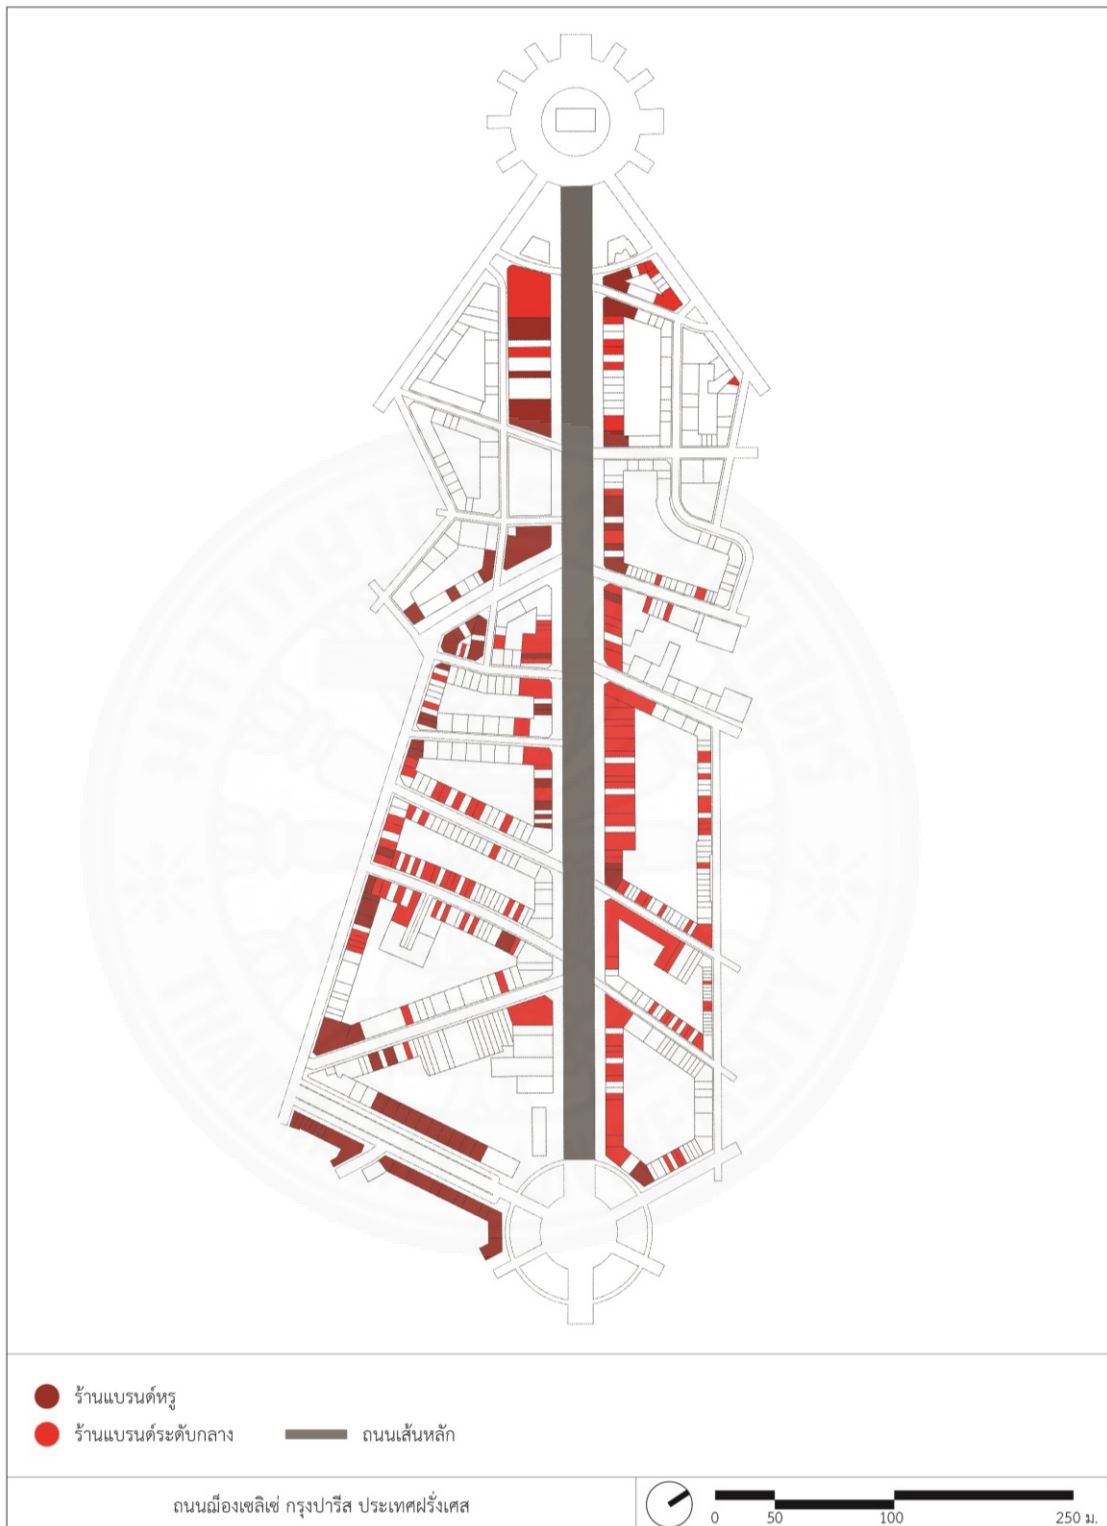 ร้านแบรนด์หรู
ร้านแบรนด์ระดับกลาง
ถนนเส้นหลัก
ถนนฌ็องเซลิเซ่ กรุงปารีส ประเทศฝรั่งเศส
0 50 100 250 ม.